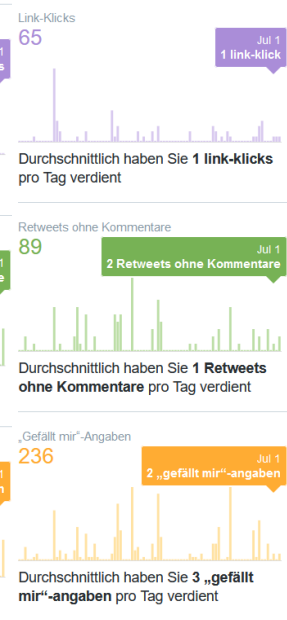 Link-Klicks
65
Jul 1
1 link-klick
Durchschnittlich haben Sie 1 link-klicks
pro Tag verdient
Retweets ohne Kommentare
89
Jul 1
2 Retweets ohne Kommentare
Durchschnittlich haben Sie 1 Retweets
ohne Kommentare pro Tag verdient
„Gefällt mir“-Angaben
236
Jul 1
2 „gefällt mir“-angaben
Durchschnittlich haben Sie 3 „gefällt
mir“-angaben pro Tag verdient